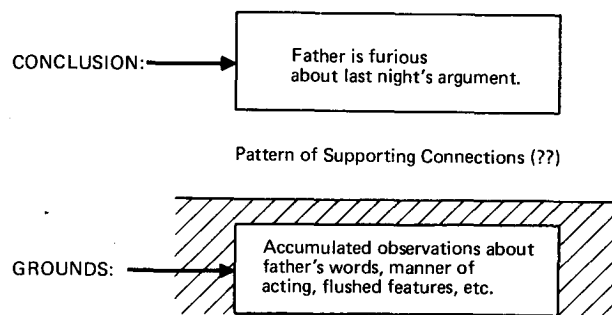 CONCLUSION:
Father is furious
about last night's argument.
Pattern of Supporting Connections (??)
GROUNDS:
Accumulated observations about
father's words, manner of
acting, flushed features, etc.